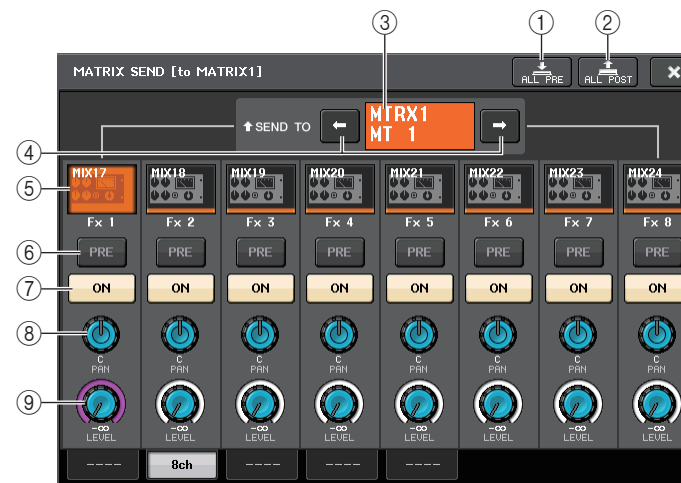 ① ②
③
MATRIX SEND [to MATRIX1]
ALL PRE ALL POST ×
SEND TO MTRX1
MT 1
④
⑤ MIX17 MIX18 MIX19 MIX20 MIX21 MIX22 MIX23 MIX24
Fx 1 Fx 2 Fx 3 Fx 4 Fx 5 Fx 6 Fx 7 Fx 8
⑥ PRE PRE PRE PRE PRE PRE PRE PRE
⑦ ON ON ON ON ON ON ON ON
⑧
C C C C C C C C
PAN PAN PAN PAN PAN PAN PAN PAN
⑨
-∞ -∞ -∞ -∞ -∞ -∞ -∞ -∞
LEVEL LEVEL LEVEL LEVEL LEVEL LEVEL LEVEL LEVEL
---- 8ch ---- ---- ----